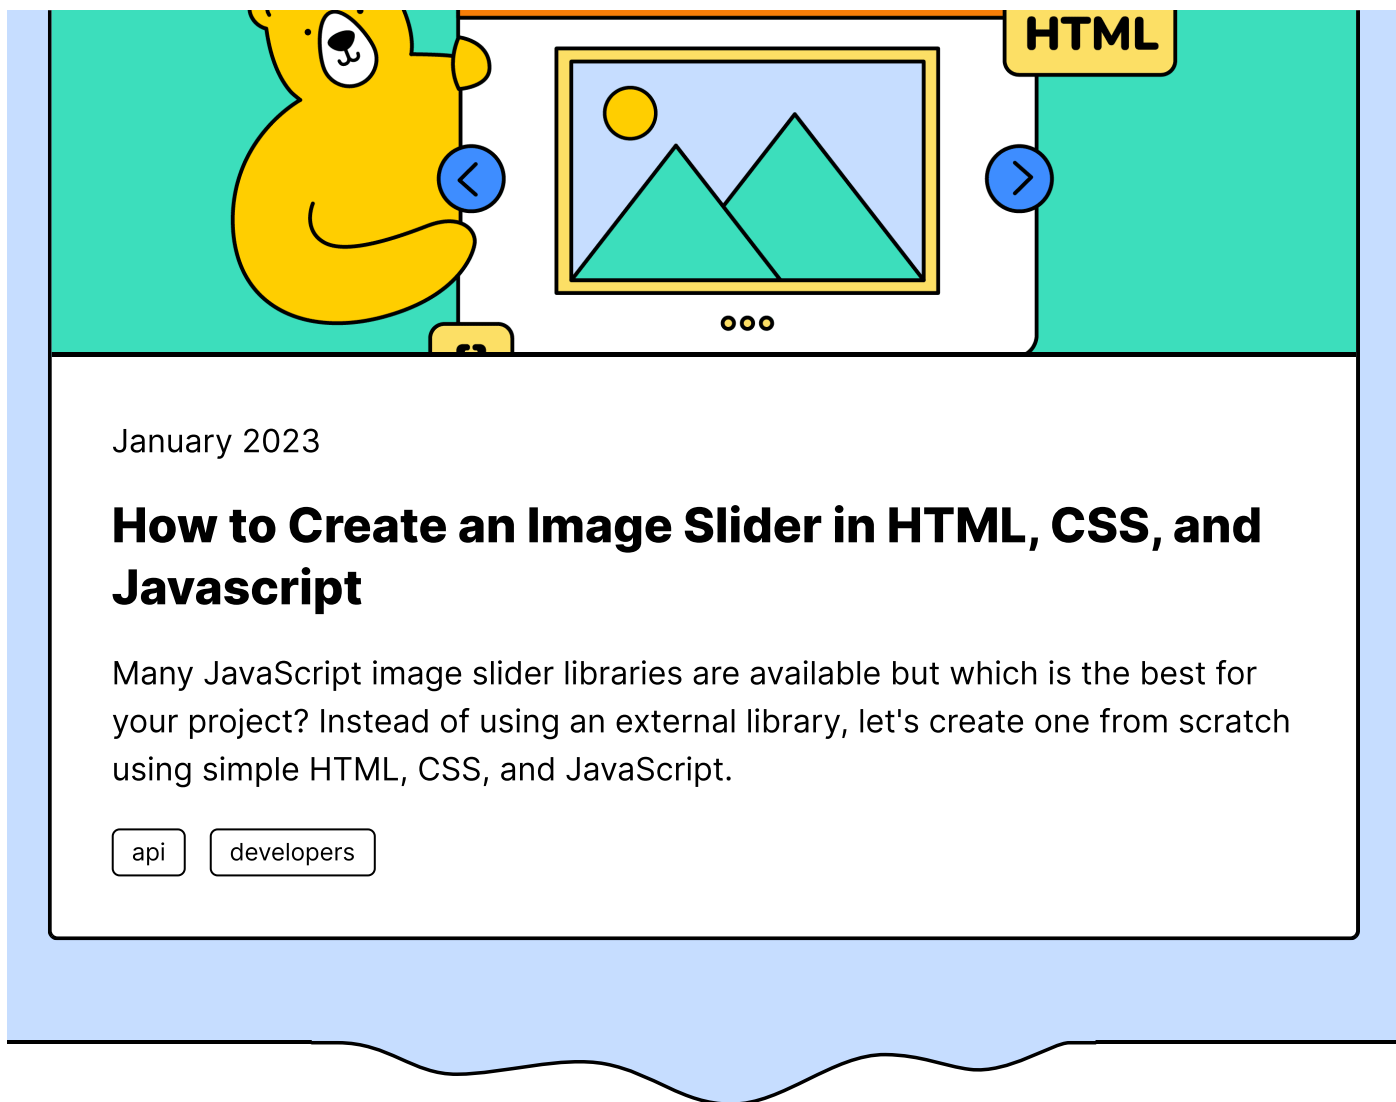 HTML
January 2023
How to Create an Image Slider in HTML, CSS, and
Javascript
Many JavaScript image slider libraries are available but which is the best for
your project? Instead of using an external library, let's create one from scratch
using simple HTML, CSS, and JavaScript.
api
developers